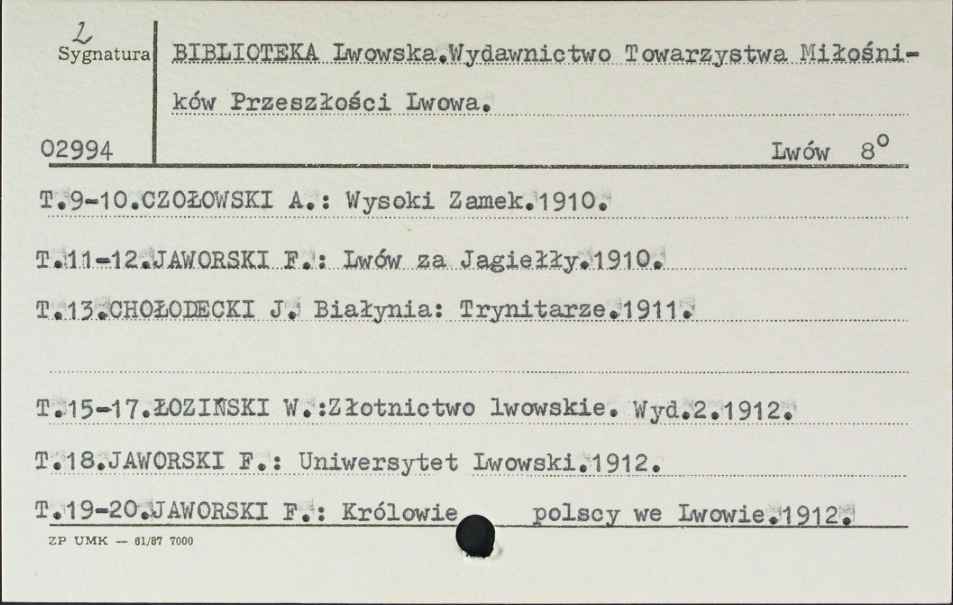 2
Sygnatura
BIBLIOTEKA Lwowska.Wydawnictwo Towarzystwa Miłośni-
ków Przeszłości Lwowa.
02994
Lwów 8°
T.9-10.CZOŁOWSKI A.: Wysoki Zamek.1910.
T.11-12.JAWORSKI F.: Lwów za Jagiełły.1910.
T.13.CHOŁODECKI J. Białynia: Trynitarze.1911.
T.15-17.ŁOZIŃSKI W.:Złotnictwo lwowskie. Wyd.2.1912.
T.18.JAWORSKI F.: Uniwersytet Lwowski.1912.
T.19-20.JAWORSKI F.: Królowie polscy we Lwowie.1912.
ZP UMK — 61/87 7000